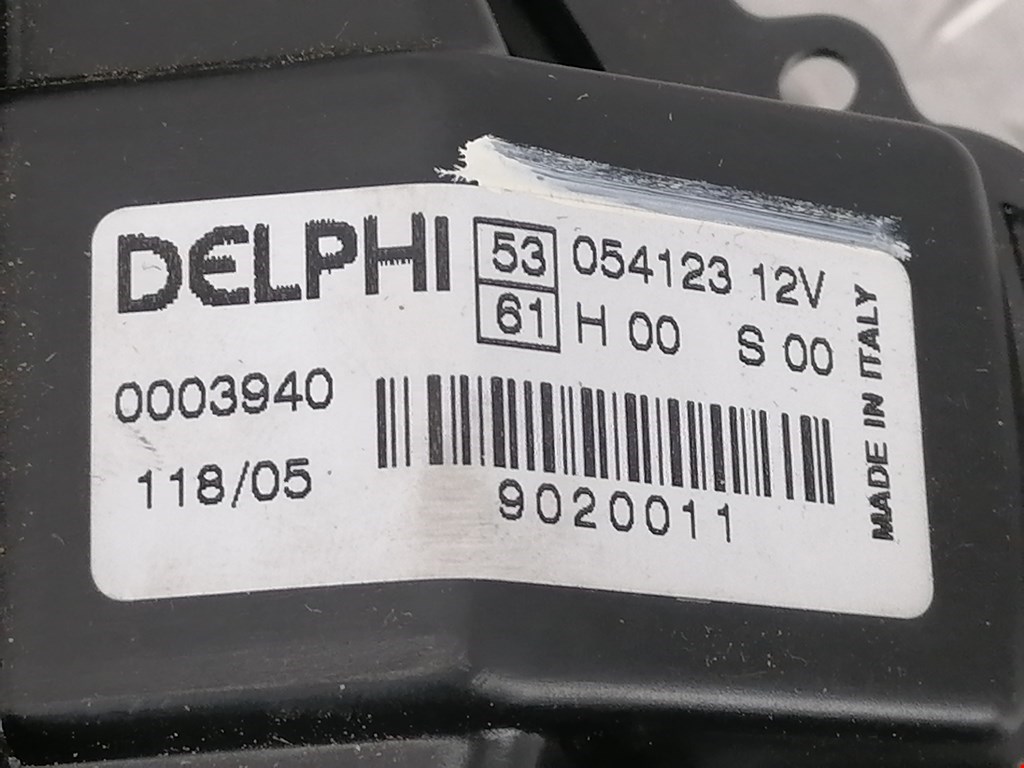 DELPHI
53 054123 12V
61 H 00 S 00
0003940
118/05
9020011
MADE IN ITALY